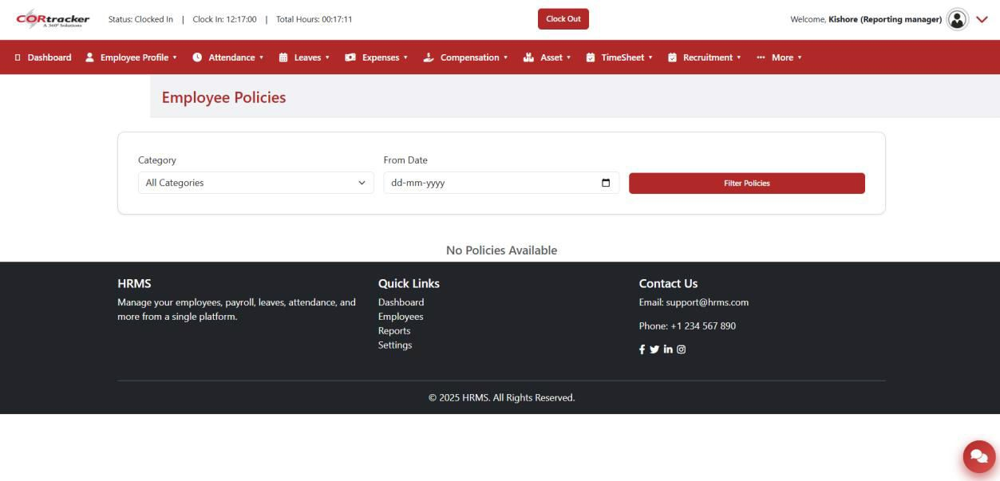 CORtracker
A 360° Solutions
Status: Clocked In | Clock In: 12:17:00 | Total Hours: 00:17:11
Clock Out
Welcome, Kishore (Reporting manager)
Dashboard Employee Profile Attendance Leaves Expenses Compensation Asset TimeSheet Recruitment More
Employee Policies
Category
All Categories
From Date
dd-mm-yyyy
Filter Policies
No Policies Available
HRMS
Manage your employees, payroll, leaves, attendance, and
more from a single platform.
Quick Links
Dashboard
Employees
Reports
Settings
Contact Us
Email: support@hrms.com
Phone: +1 234 567 890
© 2025 HRMS. All Rights Reserved.